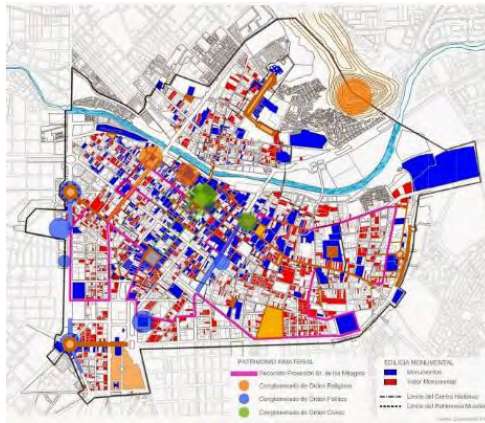 PATRIMONIO INMATERIAL
Recorrido Procesión Sr. de los Milagros
Conglomerado de Orden Religioso
Conglomerado de Orden Político
Conglomerado de Orden Cívico
EDILICIA MONUMENTAL
Monumentos
Valor Monumental
Límite del Centro Histórico
Límite del Patrimonio Mundial